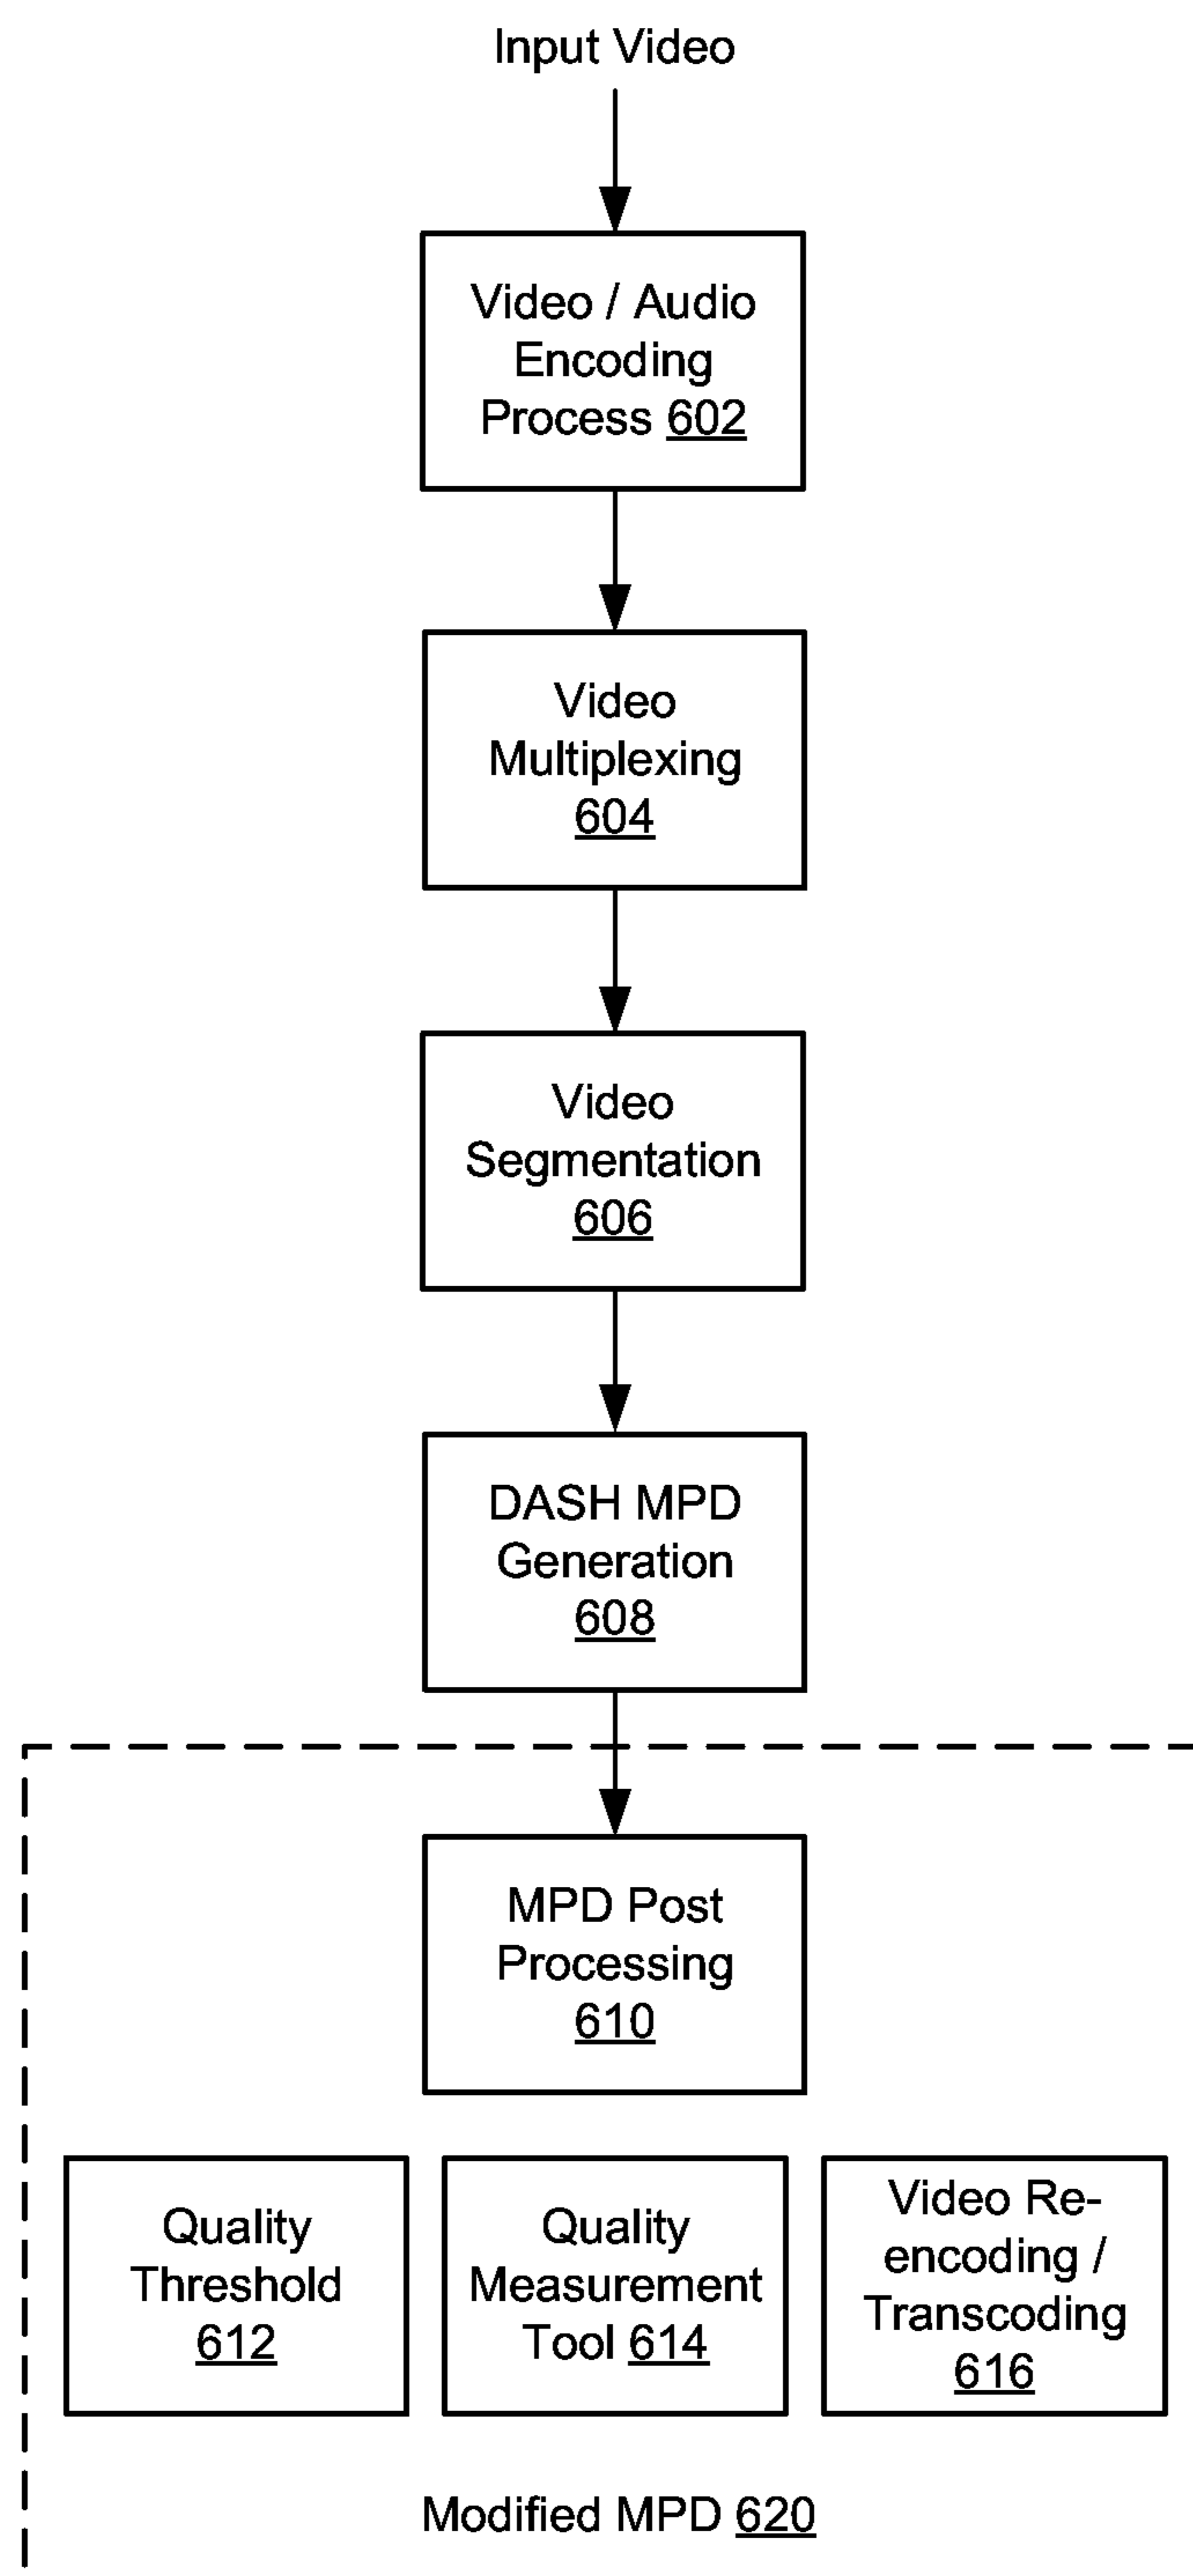 Input Video
Video / Audio
Encoding
Process 602
Video
Multiplexing
604
Video
Segmentation
606
DASH MPD
Generation
608
MPD Post
Processing
610
Quality
Threshold
612
Quality
Measurement
Tool 614
Video Re-
encoding /
Transcoding
616
Modified MPD 620